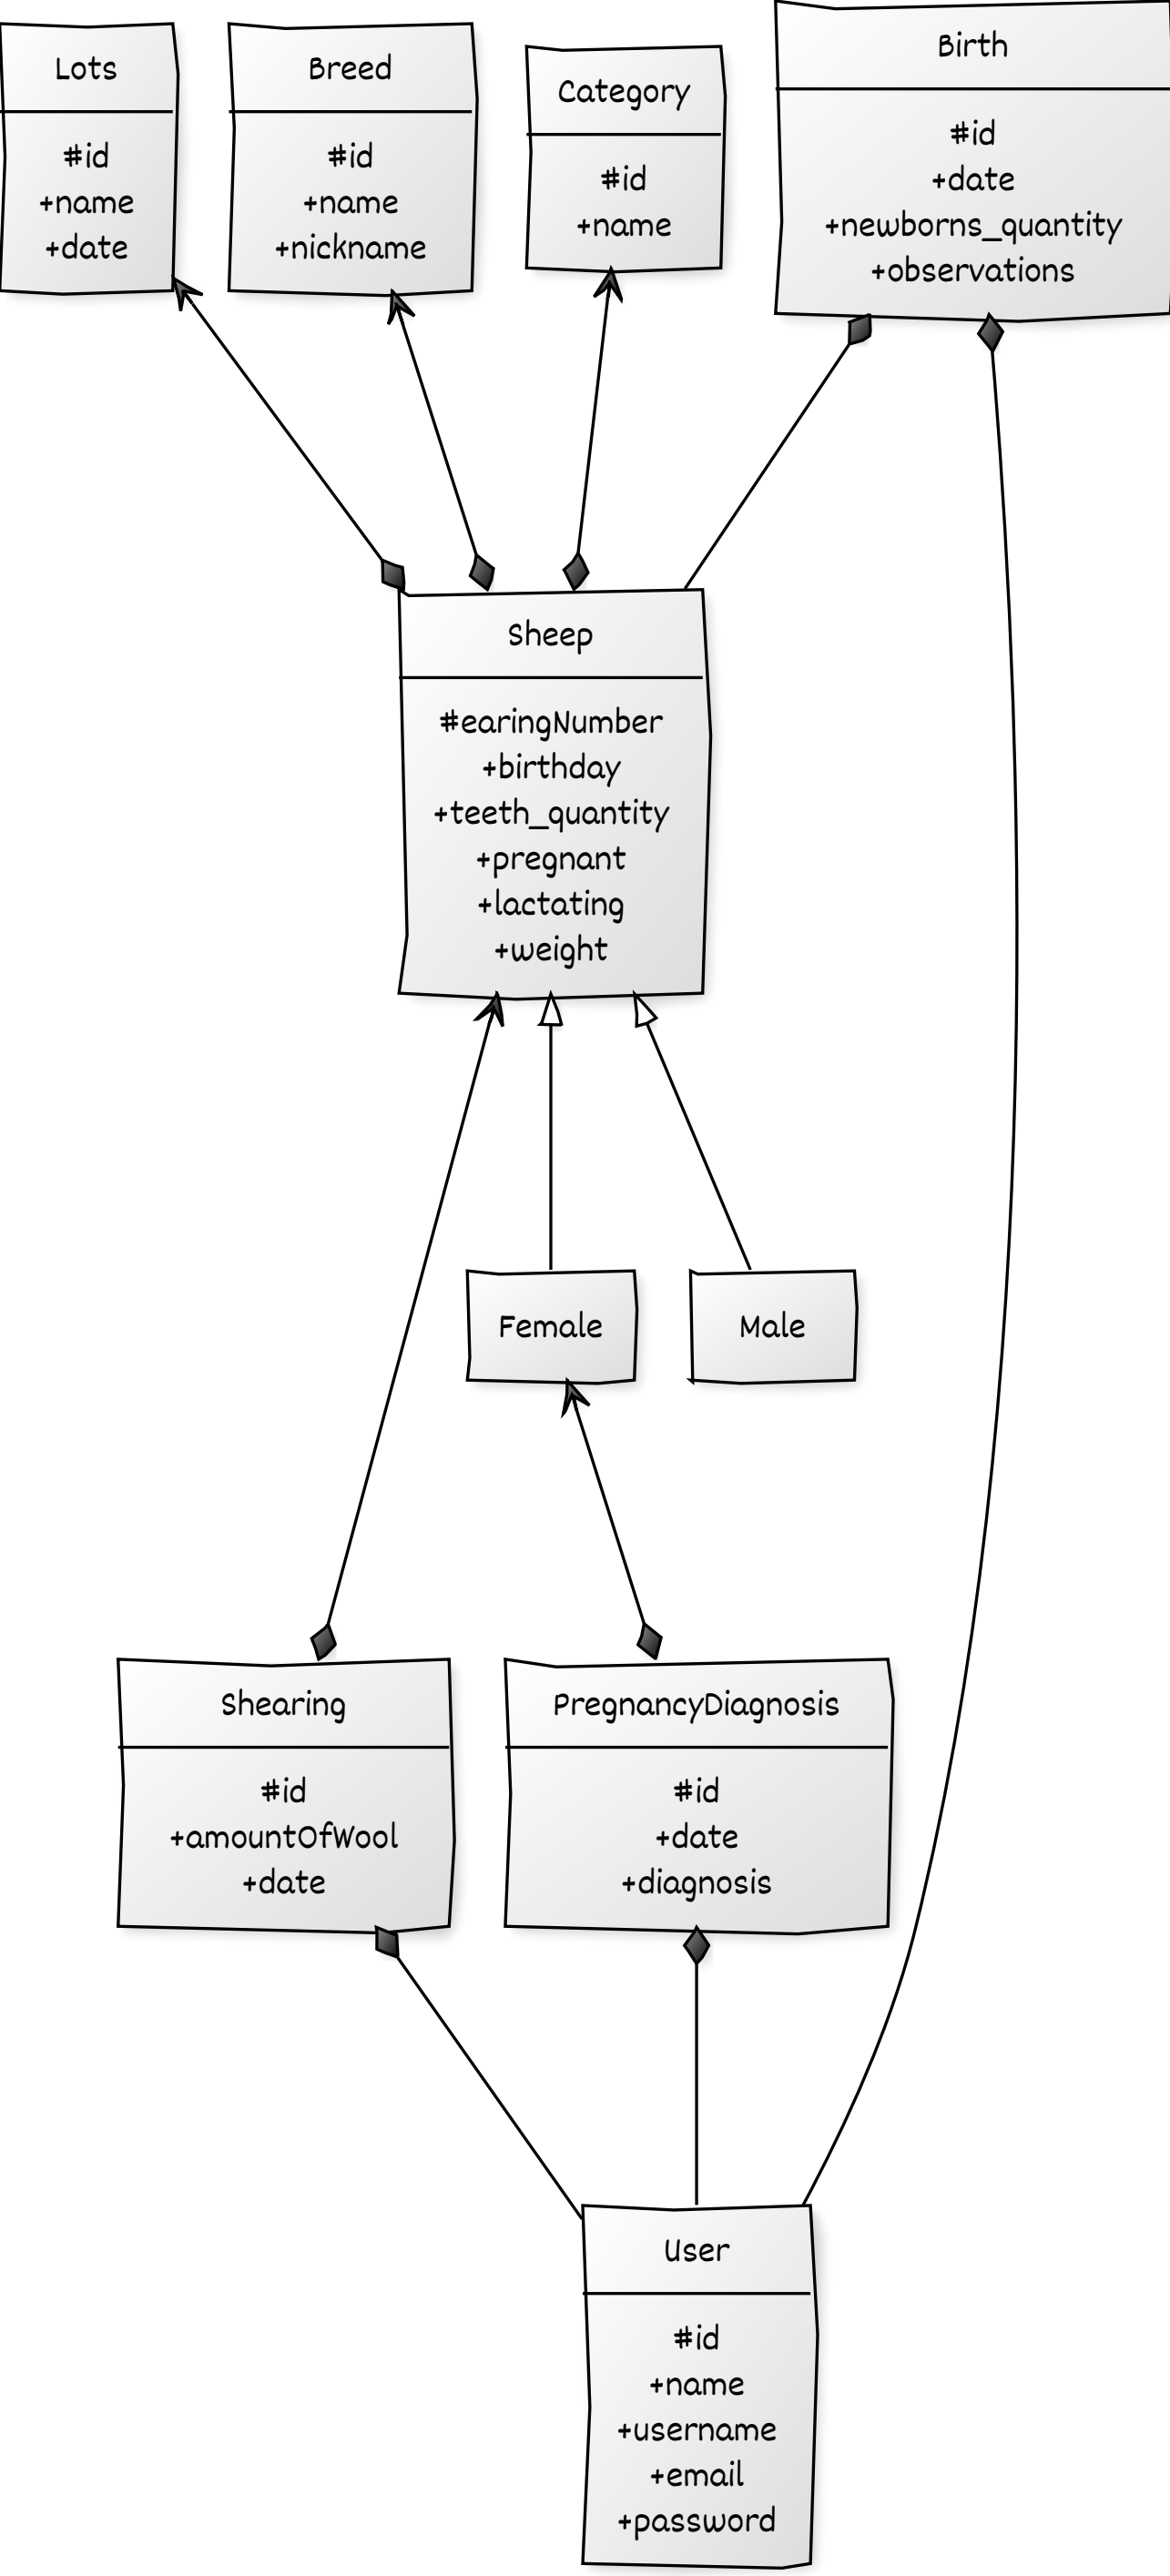 Lots
#id
+name
+date
Breed
#id
+name
+nickname
Category
#id
+name
Birth
#id
+date
+newborns_quantity
+observations
Sheep
#earingNumber
+birthday
+teeth_quantity
+pregnant
+lactating
+weight
Female
Male
Shearing
#id
+amountOfWool
+date
PregnancyDiagnosis
#id
+date
+diagnosis
User
#id
+name
+username
+email
+password